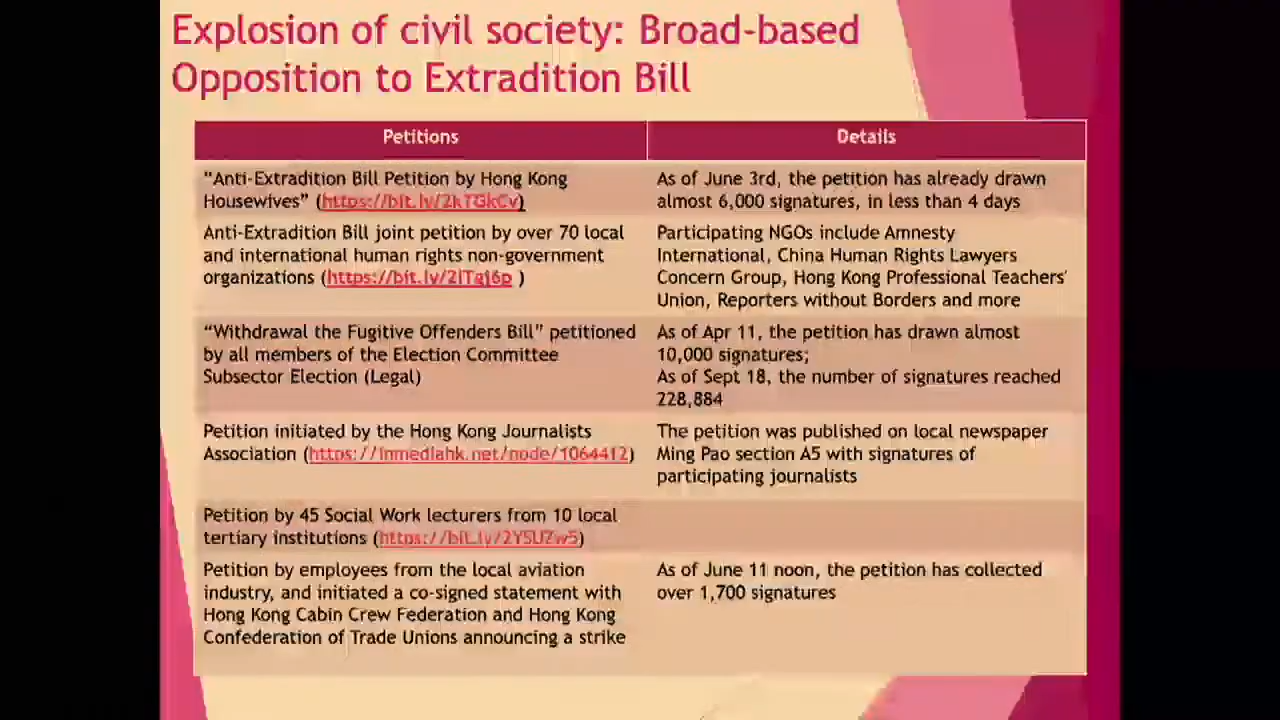 Explosion of civil society: Broad-based
Opposition to Extradition Bill
Petitions
Details
“Anti-Extradition Bill Petition by Hong Kong
Housewives” (https://bit.ly/2kTGkCv)
As of June 3rd, the petition has already drawn
almost 6,000 signatures, in less than 4 days
Anti-Extradition Bill joint petition by over 70 local
and international human rights non-government
organizations (
Participating NGOs include Amnesty
International, China Human Rights Lawyers
Concern Group, Hong Kong Professional Teachers'
Union, Reporters without Borders and more
“Withdrawal the Fugitive Offenders Bill” petitioned
by all members of the Election Committee
Subsector Election (Legal)
As of Apr 11, the petition has drawn almost
10,000 signatures;
As of Sept 18, the number of signatures reached
228,884
Petition initiated by the Hong Kong Journalists
Association (https://inmediahk.net/node/1064412)
The petition was published on local newspaper
Ming Pao section A5 with signatures of
participating journalists
Petition by 45 Social Work lecturers from 10 local
tertiary institutions (
Petition by employees from the local aviation
industry, and initiated a co-signed statement with
Hong Kong Cabin Crew Federation and Hong Kong
Confederation of Trade Unions announcing a strike
As of June 11 noon, the petition has collected
over 1,700 signatures